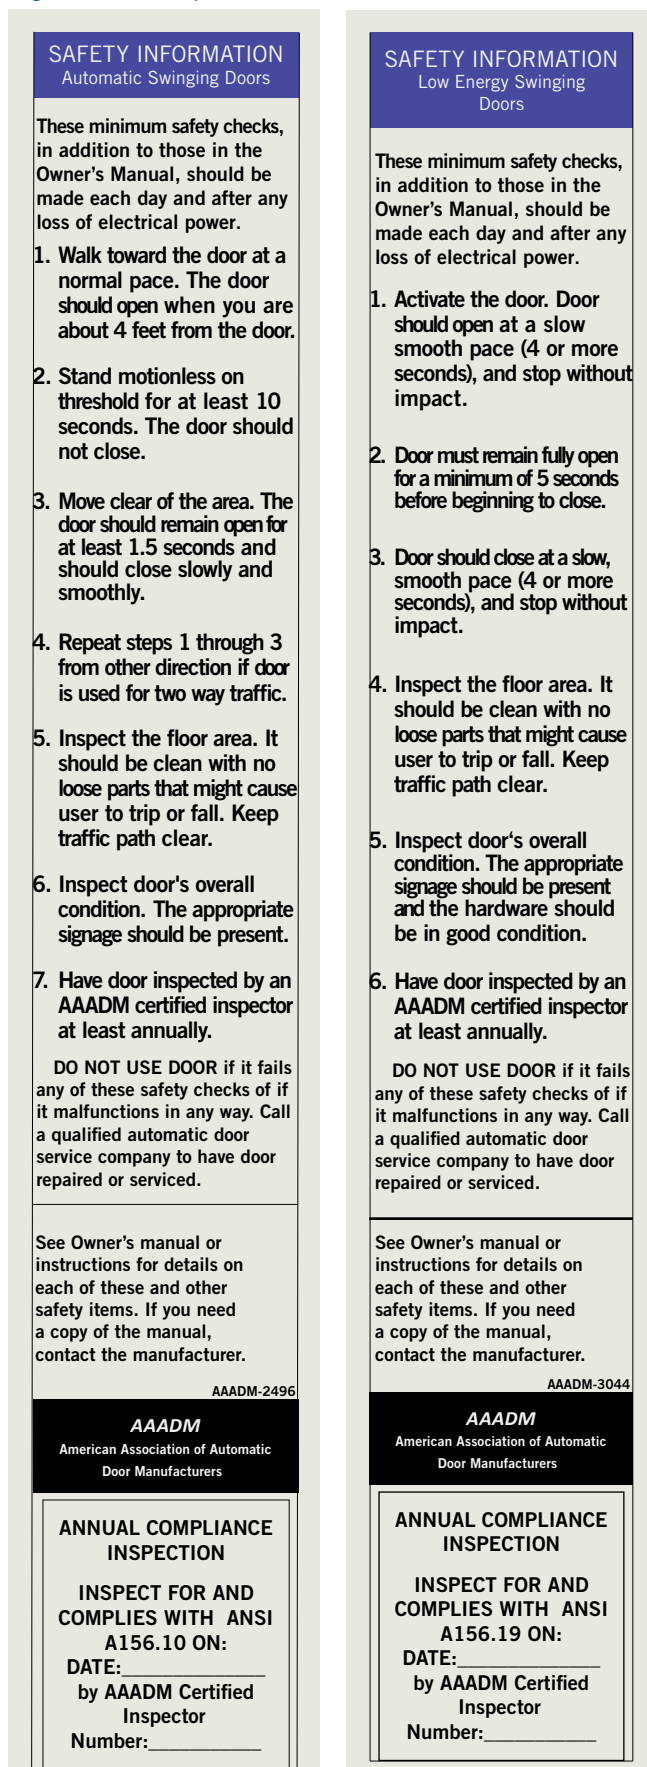 SAFETY INFORMATION
Automatic Swinging Doors
These minimum safety checks,
in addition to those in the
Owner's Manual, should be
made each day and after any
loss of electrical power.
1. Walk toward the door at a
normal pace. The door
should open when you are
about 4 feet from the door.
2. Stand motionless on
threshold for at least 10
seconds. The door should
not close.
3. Move clear of the area. The
door should remain open for
at least 1.5 seconds and
should close slowly and
smoothly.
4. Repeat steps 1 through 3
from other direction if door
is used for two way traffic.
5. Inspect the floor area. It
should be clean with no
loose parts that might cause
user to trip or fall. Keep
traffic path clear.
6. Inspect door's overall
condition. The appropriate
signage should be present.
7. Have door inspected by an
AAADM certified inspector
at least annually.
DO NOT USE DOOR if it fails
any of these safety checks of if
it malfunctions in any way. Call
a qualified automatic door
service company to have door
repaired or serviced.
See Owner's manual or
instructions for details on
each of these and other
safety items. If you need
a copy of the manual,
contact the manufacturer.
AAADM-2496
AAADM
American Association of Automatic
Door Manufacturers
ANNUAL COMPLIANCE
INSPECTION
INSPECT FOR AND
COMPLIES WITH ANSI
A156.10 ON:
DATE:______________
by AAADM Certified
Inspector
Number:___________
SAFETY INFORMATION
Low Energy Swinging
Doors
These minimum safety checks,
in addition to those in the
Owner's Manual, should be
made each day and after any
loss of electrical power.
1. Activate the door. Door
should open at a slow
smooth pace (4 or more
seconds), and stop without
impact.
2. Door must remain fully open
for a minimum of 5 seconds
before beginning to close.
3. Door should close at a slow,
smooth pace (4 or more
seconds), and stop without
impact.
4. Inspect the floor area. It
should be clean with no
loose parts that might cause
user to trip or fall. Keep
traffic path clear.
5. Inspect door‘s overall
condition. The appropriate
signage should be present
and the hardware should
be in good condition.
6. Have door inspected by an
AAADM certified inspector
at least annually.
DO NOT USE DOOR if it fails
any of these safety checks of if
it malfunctions in any way. Call
a qualified automatic door
service company to have door
repaired or serviced.
See Owner's manual or
instructions for details on
each of these and other
safety items. If you need
a copy of the manual,
contact the manufacturer.
AAADM-3044
AAADM
American Association of Automatic
Door Manufacturers
ANNUAL COMPLIANCE
INSPECTION
INSPECT FOR AND
COMPLIES WITH ANSI
A156.19 ON:
DATE:______________
by AAADM Certified
Inspector
Number:___________